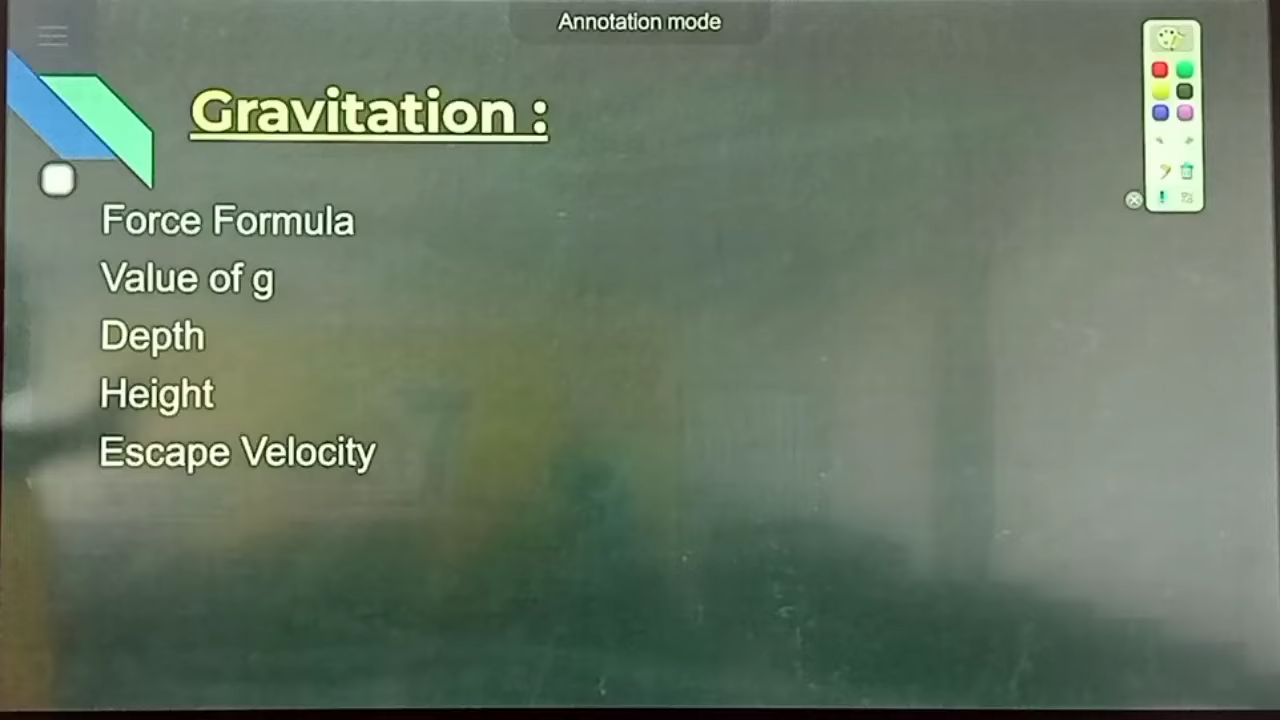 Annotation mode
Gravitation :
Force Formula
Value of g
Depth
Height
Escape Velocity